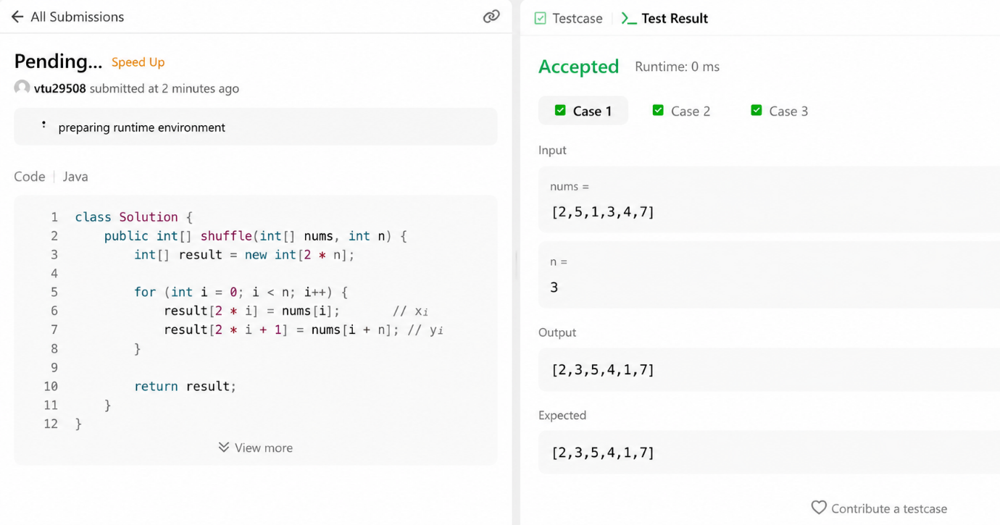 All Submissions
Pending... Speed Up
vtu29508 submitted at 2 minutes ago
preparing runtime environment
Code | Java
1 class Solution {
2     public int[] shuffle(int[] nums, int n) {
3         int[] result = new int[2 * n];
4
5         for (int i = 0; i < n; i++) {
6             result[2 * i] = nums[i];       // xᵢ
7             result[2 * i + 1] = nums[i + n]; // yᵢ
8         }
9
10         return result;
11     }
12 }
View more
Testcase | >_ Test Result
Accepted Runtime: 0 ms
Case 1 Case 2 Case 3
Input
nums =
[2,5,1,3,4,7]
n =
3
Output
[2,3,5,4,1,7]
Expected
[2,3,5,4,1,7]
Contribute a testcase